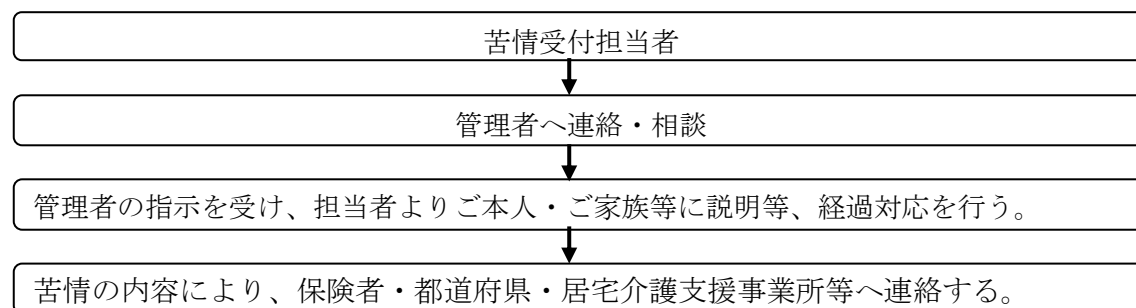 苦情受付担当者
管理者へ連絡・相談
管理者の指示を受け、担当者よりご本人・ご家族等に説明等、経過対応を行う。
苦情の内容により、保険者・都道府県・居宅介護支援事業所等へ連絡する。